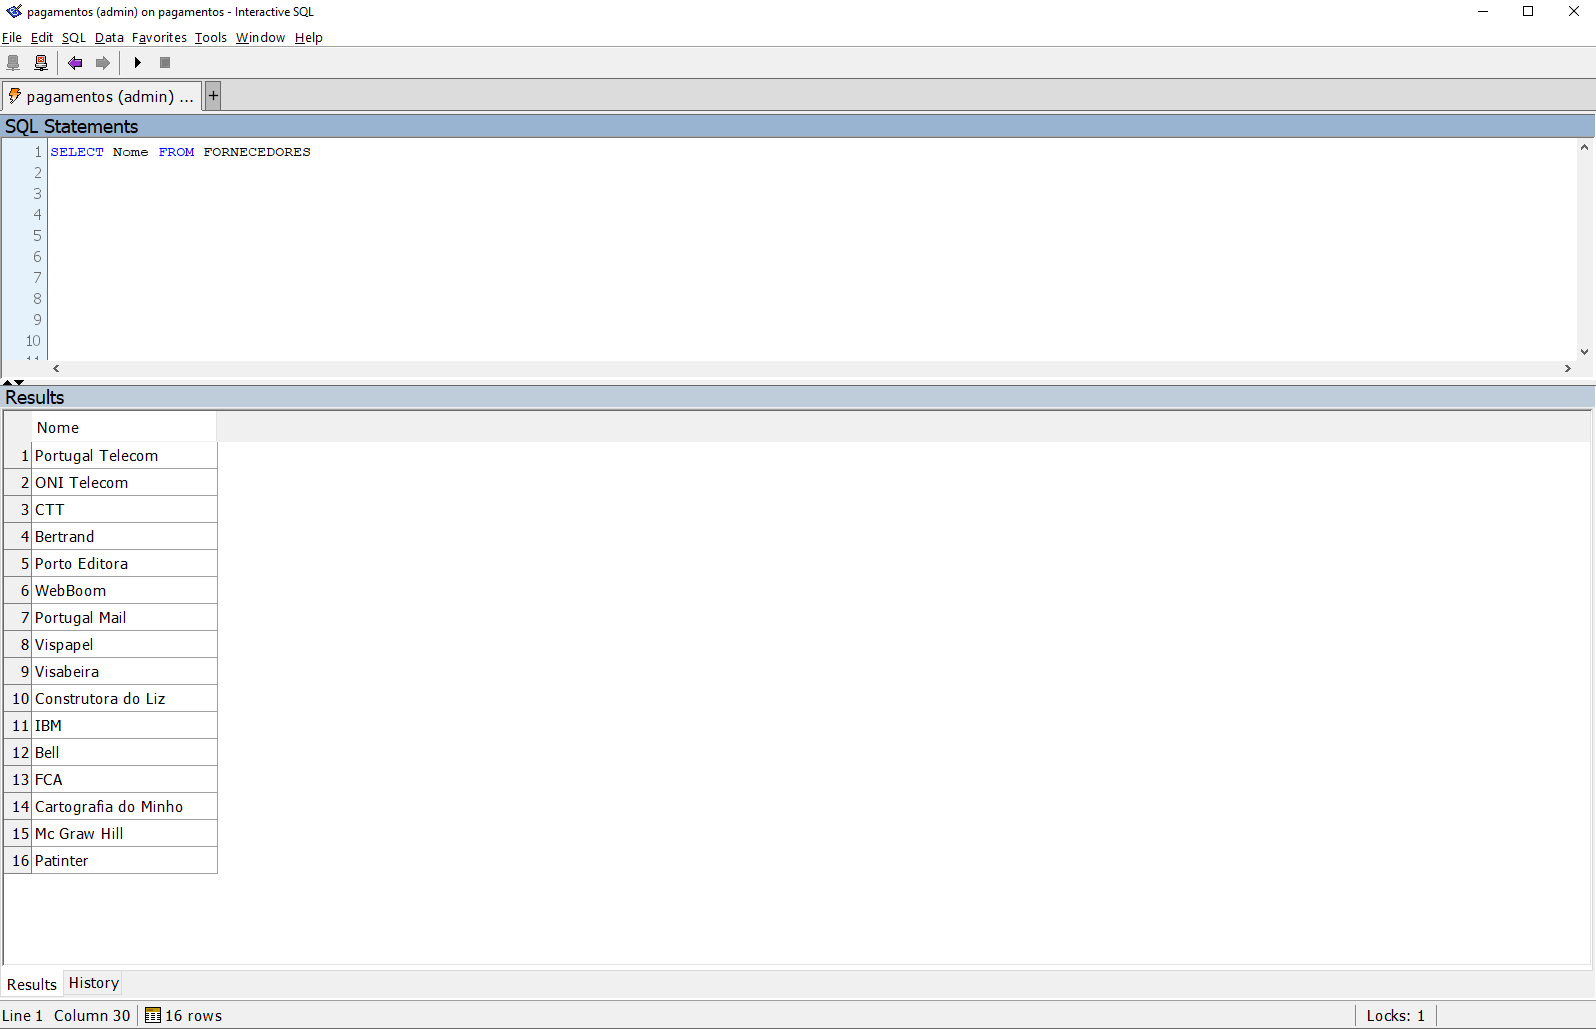 pagamentos (admin) on pagamentos - Interactive SQL
File Edit SQL Data Favorites Tools Window Help
pagamentos (admin) ... +
SQL Statements
1 SELECT Nome FROM FORNECEDORES
2
3
4
5
6
7
8
9
10
Results
Nome
1 Portugal Telecom
2 ONI Telecom
3 CTT
4 Bertrand
5 Porto Editora
6 WebBoom
7 Portugal Mail
8 Vispapel
9 Visabeira
10 Construtora do Liz
11 IBM
12 Bell
13 FCA
14 Cartografia do Minho
15 Mc Graw Hill
16 Patinter
Results History
Line 1 Column 30 16 rows Locks: 1